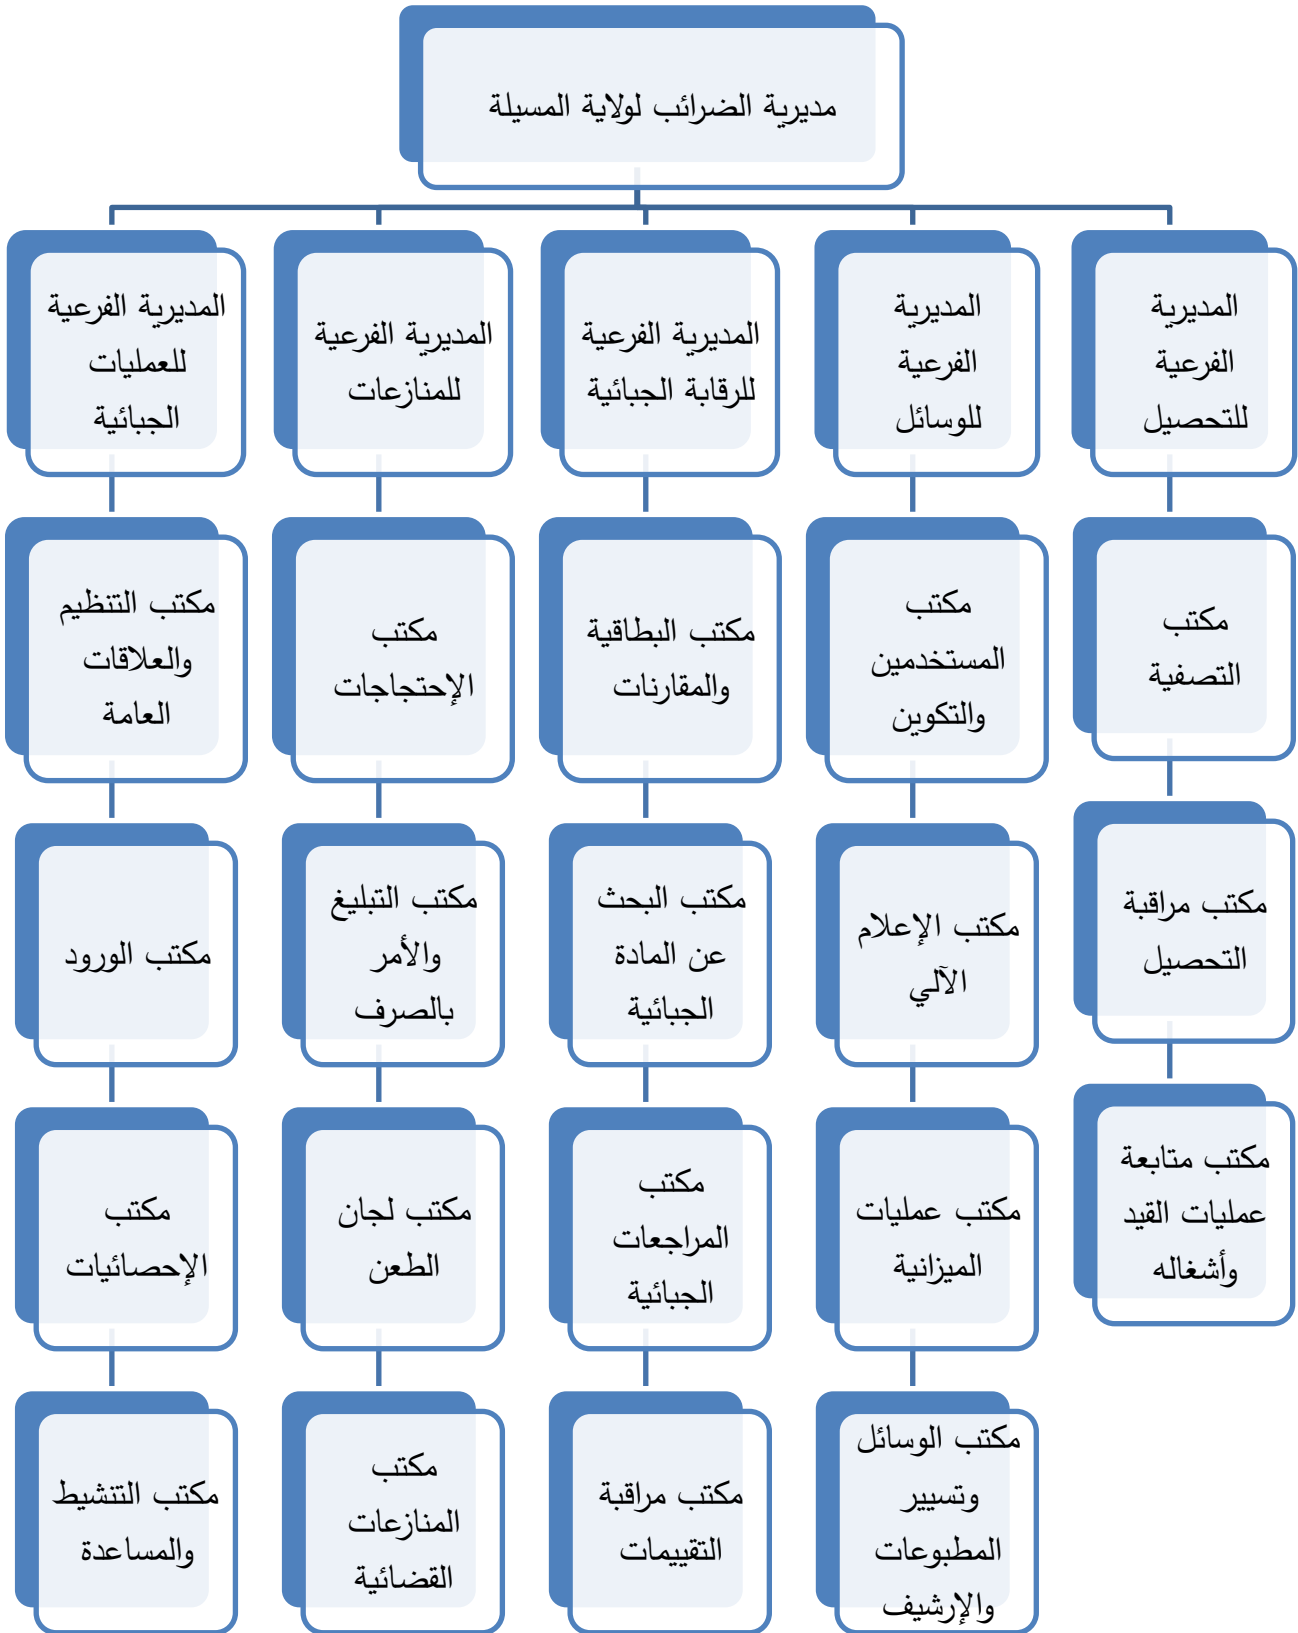 مديرية الضرائب لولاية المسيلة
المديرية
الفرعية
للتحصيل
المديرية
الفرعية
للوسائل
المديرية الفرعية
للرقابة الجبائية
المديرية الفرعية
للمنازعات
المديرية الفرعية
للعمليات
الجبائية
مكتب
التصفية
مكتب
المستخدمين
والتكوين
مكتب البطاقية
والمقارنات
مكتب
الإحتجاجات
مكتب التنظيم
والعلاقات
العامة
مكتب مراقبة
التحصيل
مكتب الإعلام
الآلي
مكتب البحث
عن المادة
الجبائية
مكتب التبليغ
والأمر
بالصرف
مكتب الورود
مكتب متابعة
عمليات القيد
وأشغاله
مكتب عمليات
الميزانية
مكتب
المراجعات
الجبائية
مكتب لجان
الطعن
مكتب
الإحصائيات
مكتب الوسائل
وتسيير
المطبوعات
والإرشيف
مكتب مراقبة
التقييمات
مكتب
المنازعات
القضائية
مكتب التنشيط
والمساعدة